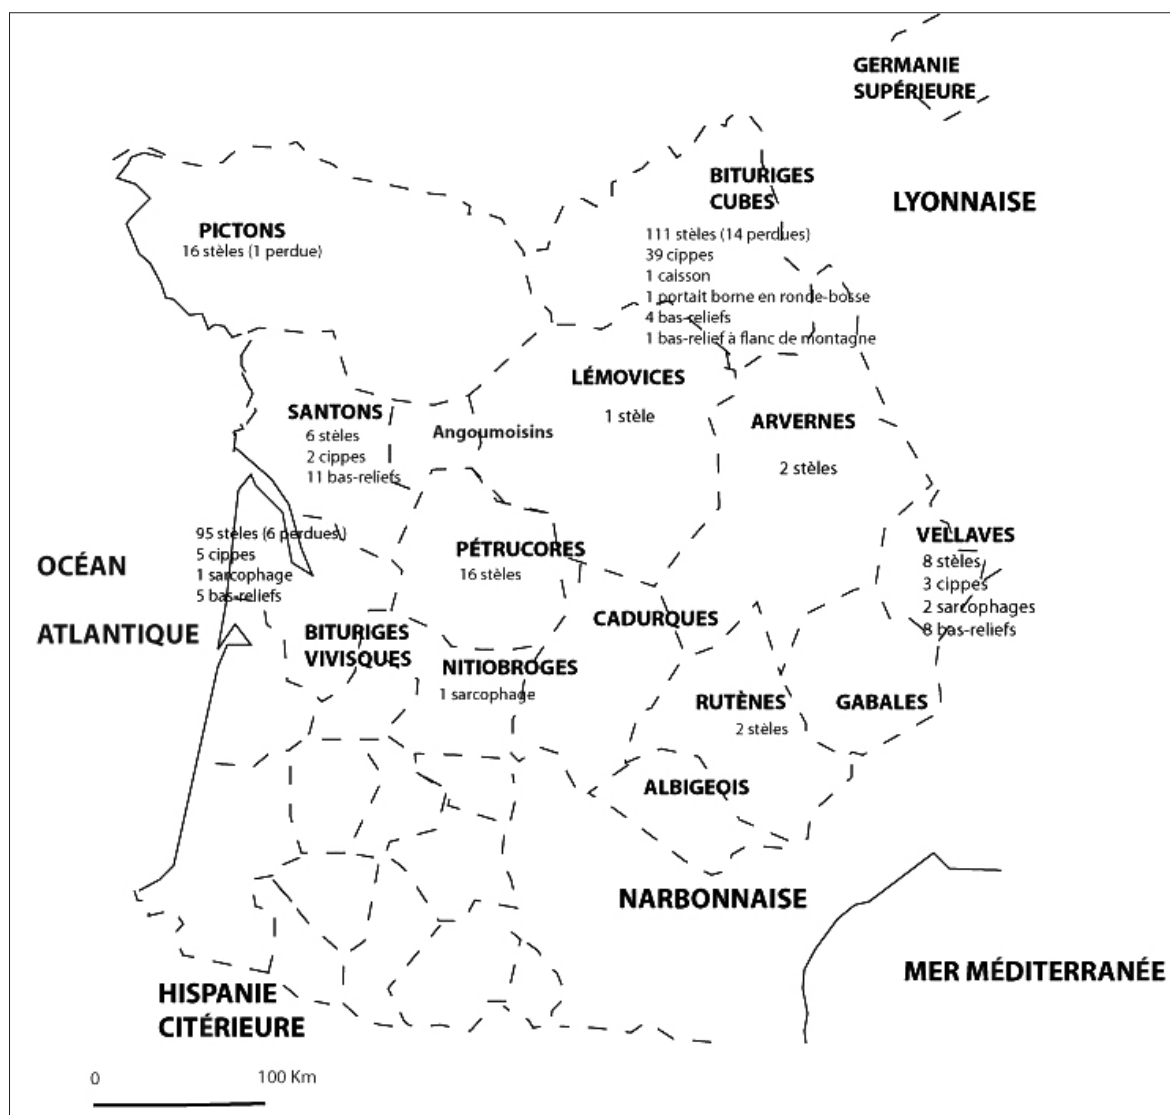 GERMANIE
SUPÉRIEURE
BITURIGES
CUBES
LYONNAISE
111 stèles (14 perdues)
39 cippes
1 caisson
1 portait borne en ronde-bosse
4 bas-reliefs
1 bas-relief à flanc de montagne
PICTONS
16 stèles (1 perdue)
LÉMOVICES
1 stèle
SANTONS
6 stèles
2 cippes
11 bas-reliefs
Angoumoisins
ARVERNES
2 stèles
95 stèles (6 perdues)
5 cippes
1 sarcophage
5 bas-reliefs
PÉTRUCORES
16 stèles
VELLAVES
8 stèles
3 cippes
2 sarcophages
8 bas-reliefs
OCÉAN
ATLANTIQUE
BITURIGES
VIVISQUES
CADURQUES
NITIOBROGES
1 sarcophage
RUTÈNES
2 stèles
GABALES
ALBIGEOIS
NARBONNAISE
MER MÉDITERRANÉE
HISPANIE
CITÉRIEURE
0 100 Km